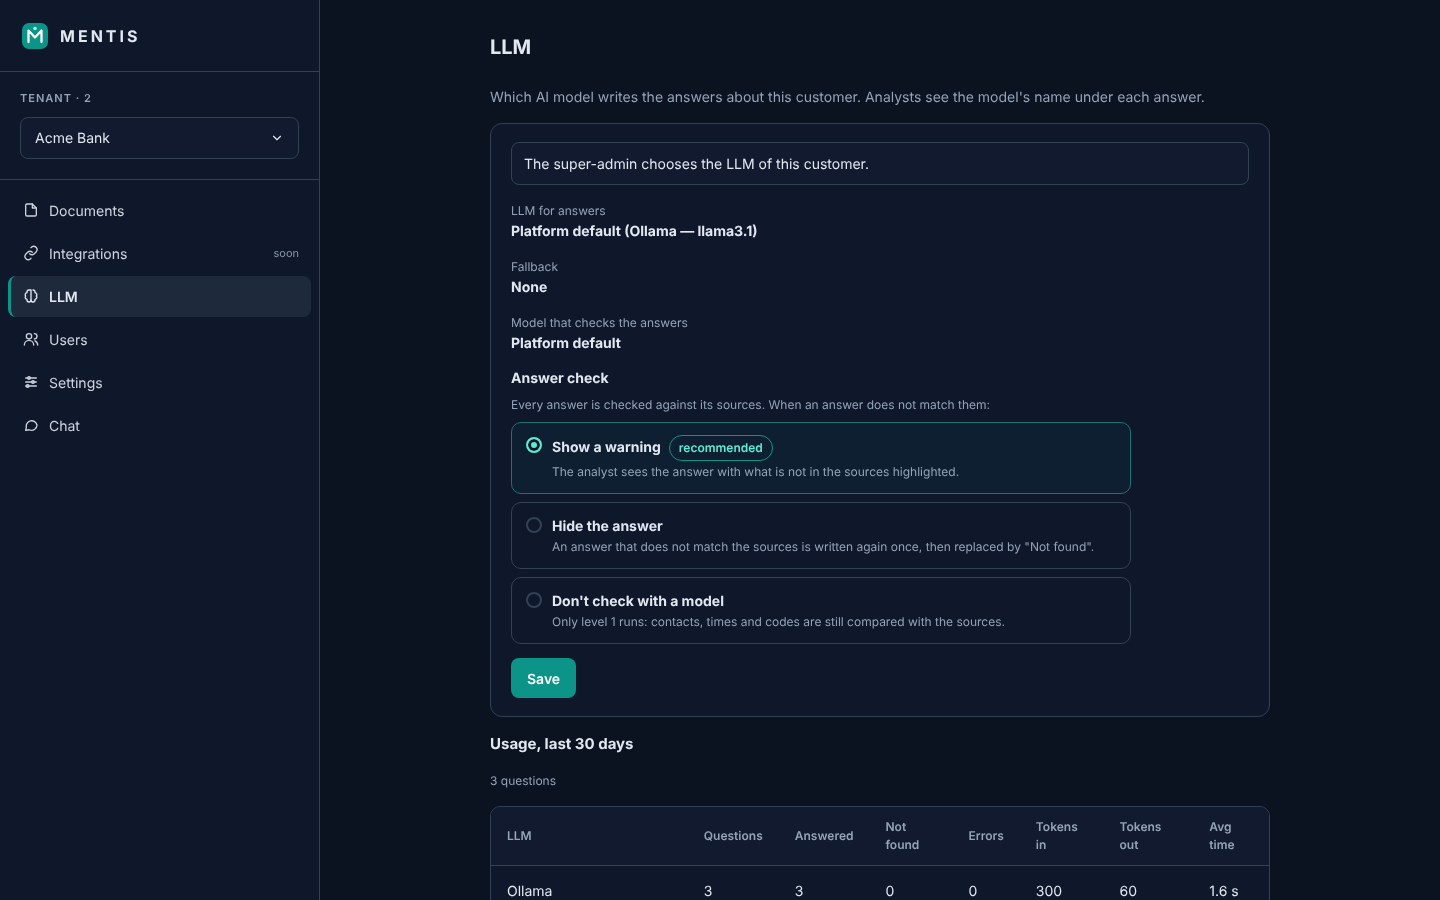 MENTIS
TENANT · 2
Acme Bank
Documents
Integrations
soon
LLM
Users
Settings
Chat
LLM
Which AI model writes the answers about this customer. Analysts see the model's name under each answer.
The super-admin chooses the LLM of this customer.
LLM for answers
Platform default (Ollama — llama3.1)
Fallback
None
Model that checks the answers
Platform default
Answer check
Every answer is checked against its sources. When an answer does not match them:
Show a warning recommended
The analyst sees the answer with what is not in the sources highlighted.
Hide the answer
An answer that does not match the sources is written again once, then replaced by "Not found".
Don't check with a model
Only level 1 runs: contacts, times and codes are still compared with the sources.
Save
Usage, last 30 days
3 questions
LLM Questions Answered Not found Errors Tokens in Tokens out Avg time
Ollama 3 3 0 0 300 60 1.6 s